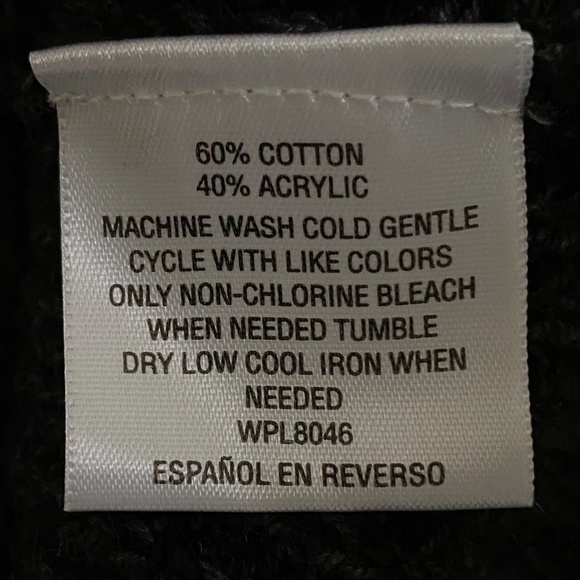 60% COTTON
40% ACRYLIC
MACHINE WASH COLD GENTLE
CYCLE WITH LIKE COLORS
ONLY NON-CHLORINE BLEACH
WHEN NEEDED TUMBLE
DRY LOW COOL IRON WHEN
NEEDED
WPL8046
ESPAÑOL EN REVERSO